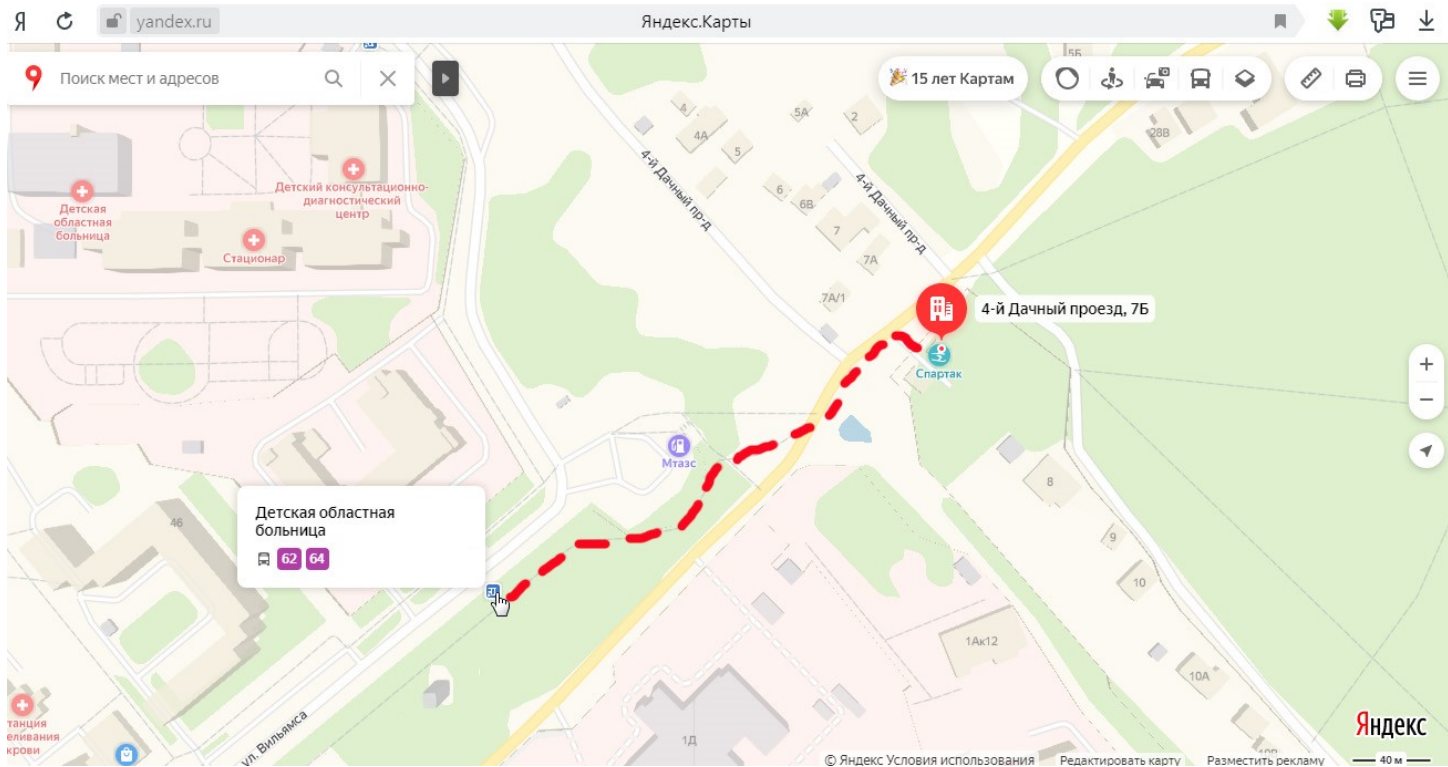 Я
yandex.ru
Яндекс.Карты
Поиск мест и адресов
15 лет Картам
5Б
4
4А
5А
2
5
28В
4-й Дачный пр-д
4-й Дачный пр-д
6
6В
7
7А
7А/1
Детский консультационно-
диагностический
центр
Детская
областная
больница
Стационар
4-й Дачный проезд, 7Б
Спартак
Мтазс
Детская областная
больница
62 64
46
8
9
10
1Ак12
10А
1Д
ул. Вильямса
танция
еливания
крови
Яндекс
© Яндекс Условия использования
Редактировать карту
Разместить рекламу
40 м